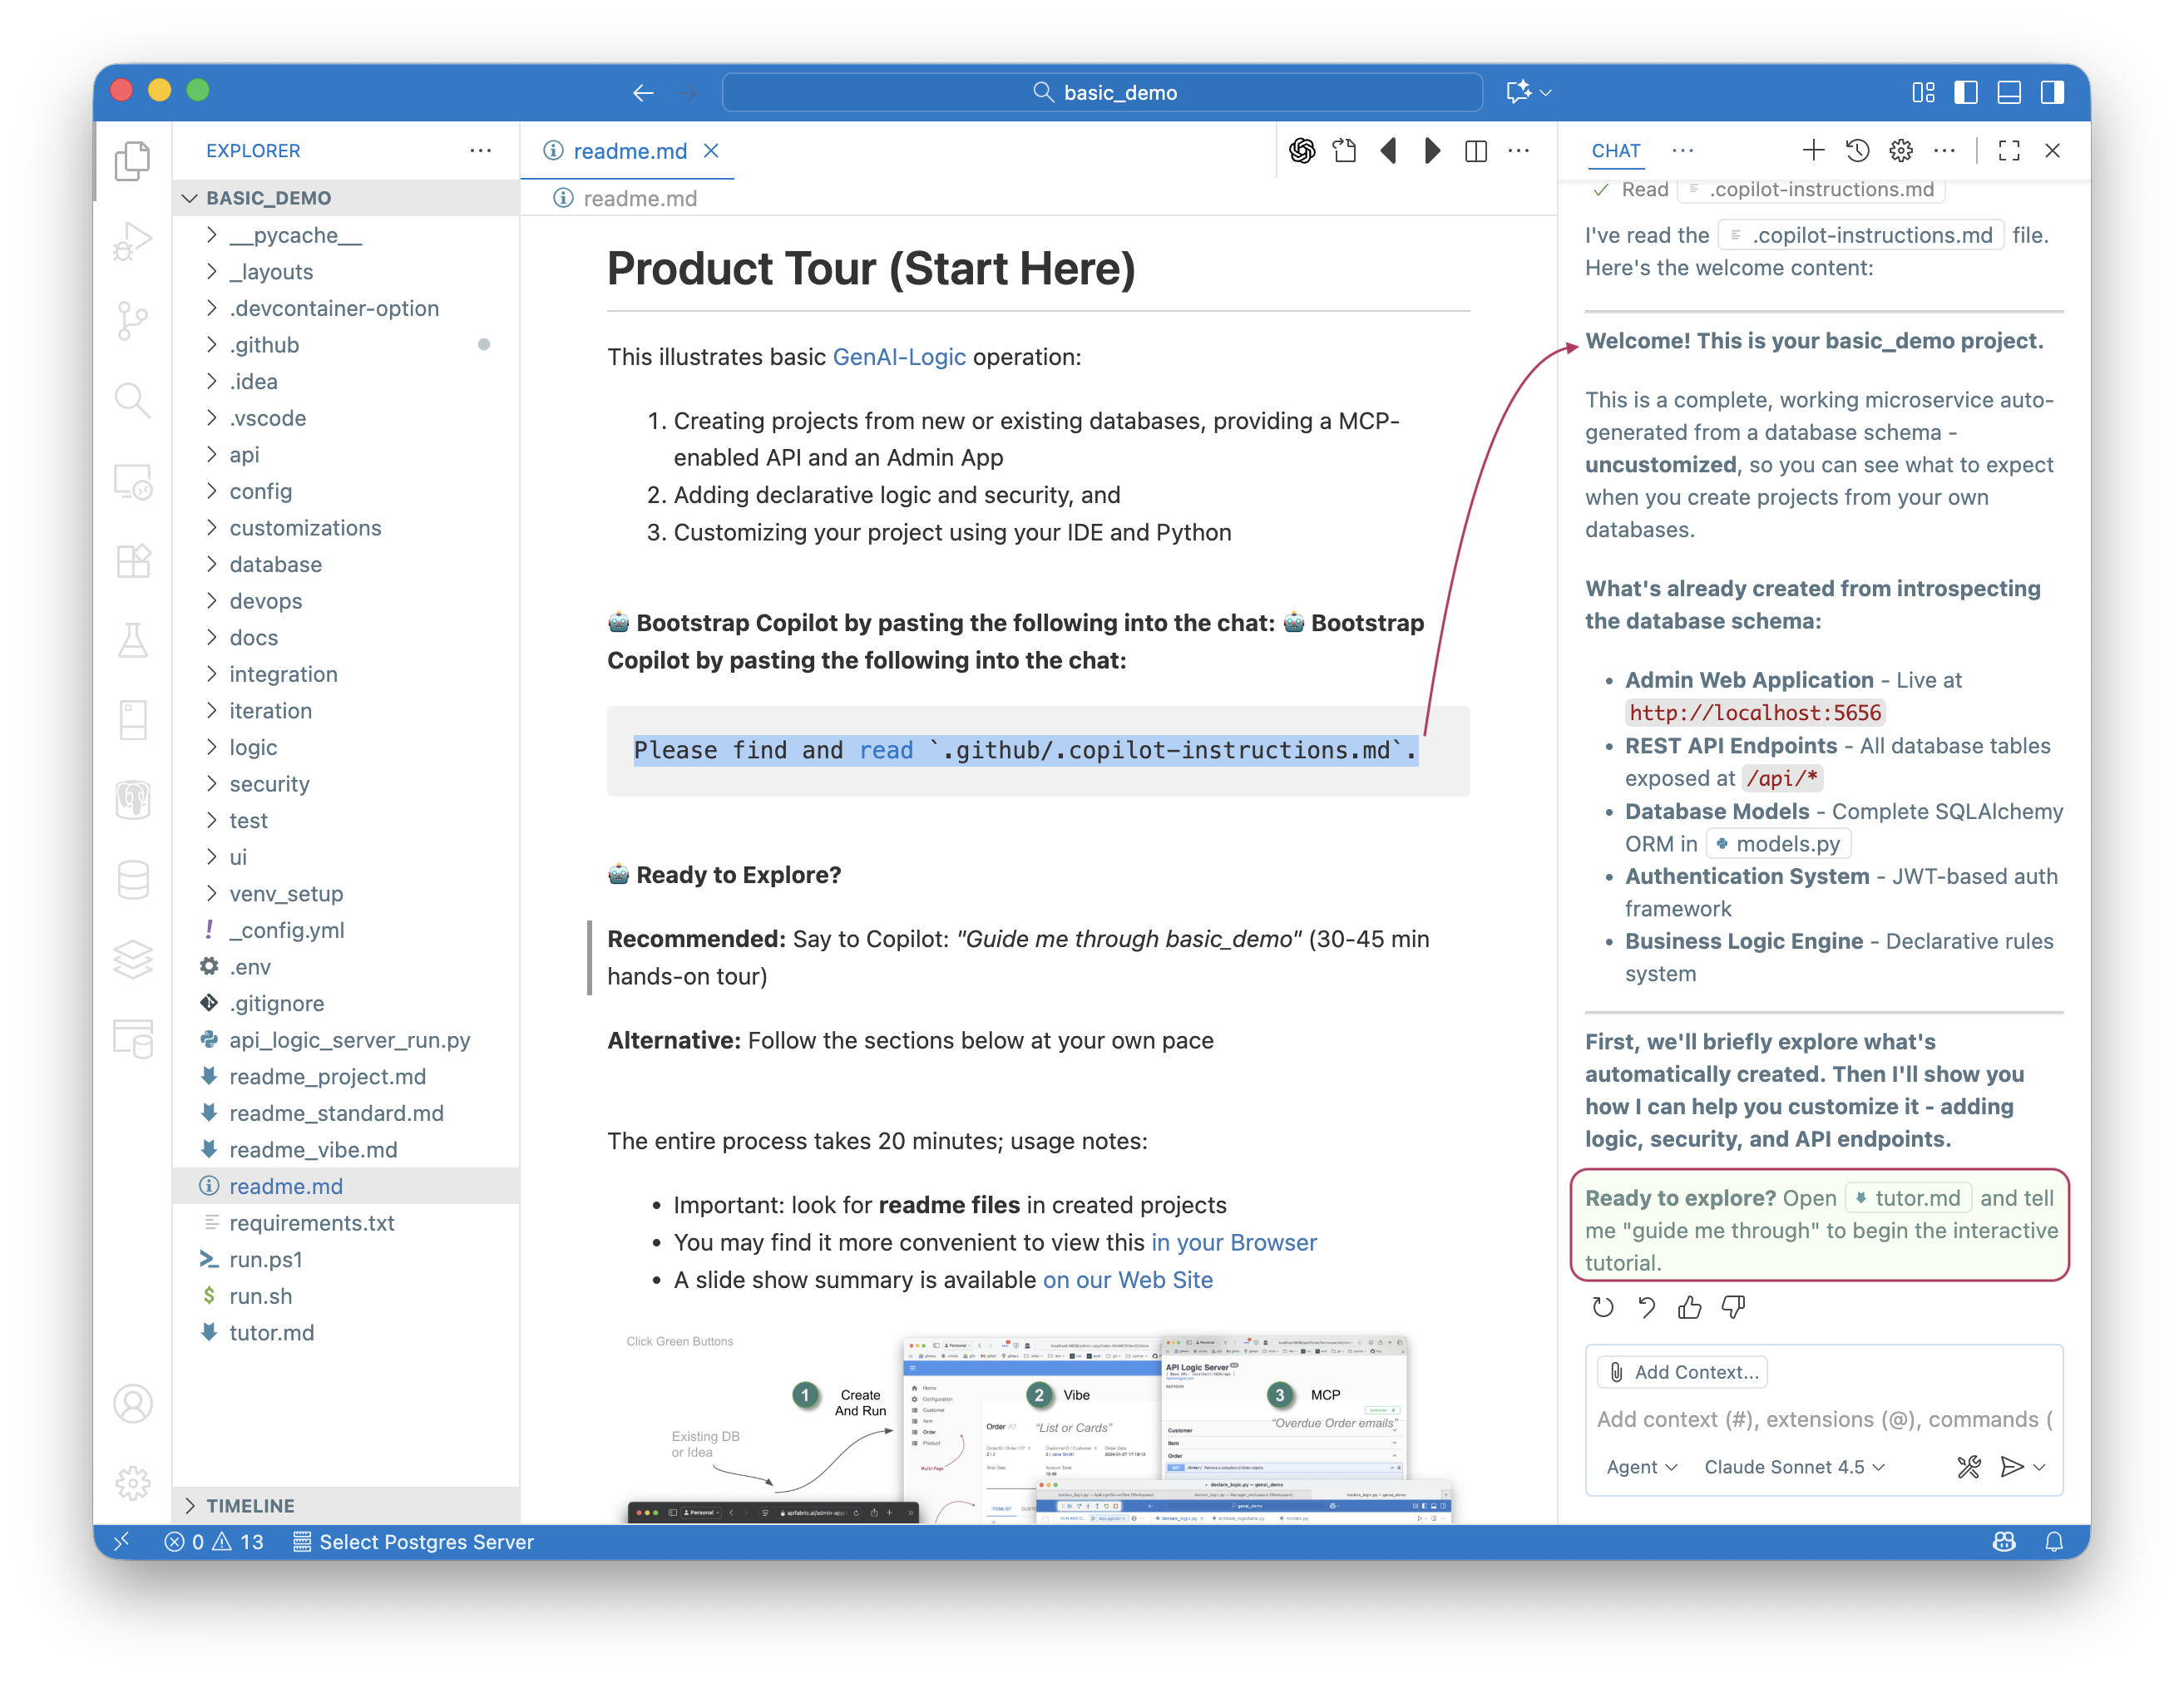 basic_demo
EXPLORER
BASIC_DEMO
__pycache__
_layouts
.devcontainer-option
.github
.idea
.vscode
api
config
customizations
database
devops
docs
integration
iteration
logic
security
test
ui
venv_setup
_config.yml
.env
.gitignore
api_logic_server_run.py
readme_project.md
readme_standard.md
readme_vibe.md
readme.md
requirements.txt
run.ps1
run.sh
tutor.md
TIMELINE
readme.md
readme.md
Product Tour (Start Here)
This illustrates basic GenAI-Logic operation:
1. Creating projects from new or existing databases, providing a MCP-
enabled API and an Admin App
2. Adding declarative logic and security, and
3. Customizing your project using your IDE and Python
🤖 Bootstrap Copilot by pasting the following into the chat: 🤖 Bootstrap
Copilot by pasting the following into the chat:
Please find and read `.github/.copilot-instructions.md`.
🤖 Ready to Explore?
Recommended: Say to Copilot: "Guide me through basic_demo" (30-45 min
hands-on tour)
Alternative: Follow the sections below at your own pace
The entire process takes 20 minutes; usage notes:
• Important: look for readme files in created projects
• You may find it more convenient to view this in your Browser
• A slide show summary is available on our Web Site
Click Green Buttons
1 Create
And Run
Existing DB
or Idea
2 Vibe
"List or Cards"
Home
Configuration
Customer
Item
Order
Product
Multi-Page
Order
3 MCP
"Overdue Order emails"
API Logic Server
Customer
Item
Order
CHAT
Read .copilot-instructions.md
I've read the .copilot-instructions.md file.
Here's the welcome content:
Welcome! This is your basic_demo project.
This is a complete, working microservice auto-
generated from a database schema -
uncustomized, so you can see what to expect
when you create projects from your own
databases.
What's already created from introspecting
the database schema:
• Admin Web Application - Live at
http://localhost:5656
• REST API Endpoints - All database tables
exposed at /api/*
• Database Models - Complete SQLAlchemy
ORM in models.py
• Authentication System - JWT-based auth
framework
• Business Logic Engine - Declarative rules
system
First, we'll briefly explore what's
automatically created. Then I'll show you
how I can help you customize it - adding
logic, security, and API endpoints.
Ready to explore? Open tutor.md and tell
me "guide me through" to begin the interactive
tutorial.
Add Context...
Add context (#), extensions (@), commands (
Agent Claude Sonnet 4.5
0 13 Select Postgres Server